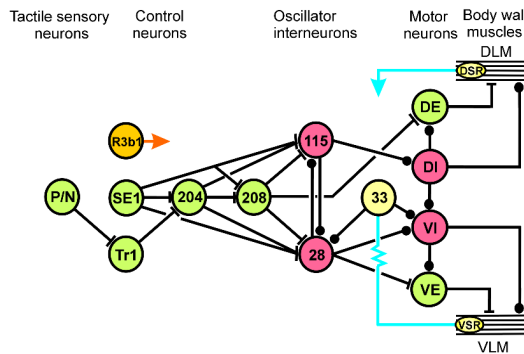 Tactile sensory neurons
Control neurons
Oscillator interneurons
Motor neurons
Body wal muscles
DLM
DSR
DE
R3b1
115
DI
P/N
SE1
204
208
33
VI
Tr1
28
VE
VSR
VLM